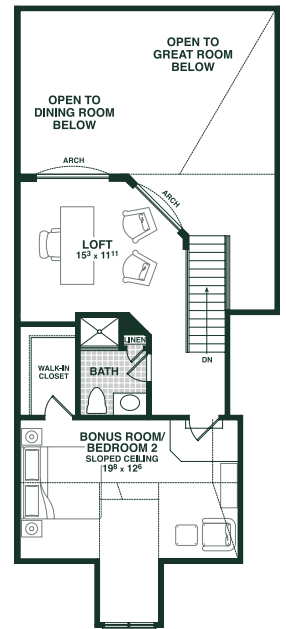 OPEN TO
GREAT ROOM
BELOW
OPEN TO
DINING ROOM
BELOW
ARCH
ARCH
LOFT
15³ x 11¹¹
LINEN
DN
WALK-IN
CLOSET
BATH
BONUS ROOM/
BEDROOM 2
SLOPED CEILING
19⁸ x 12⁶